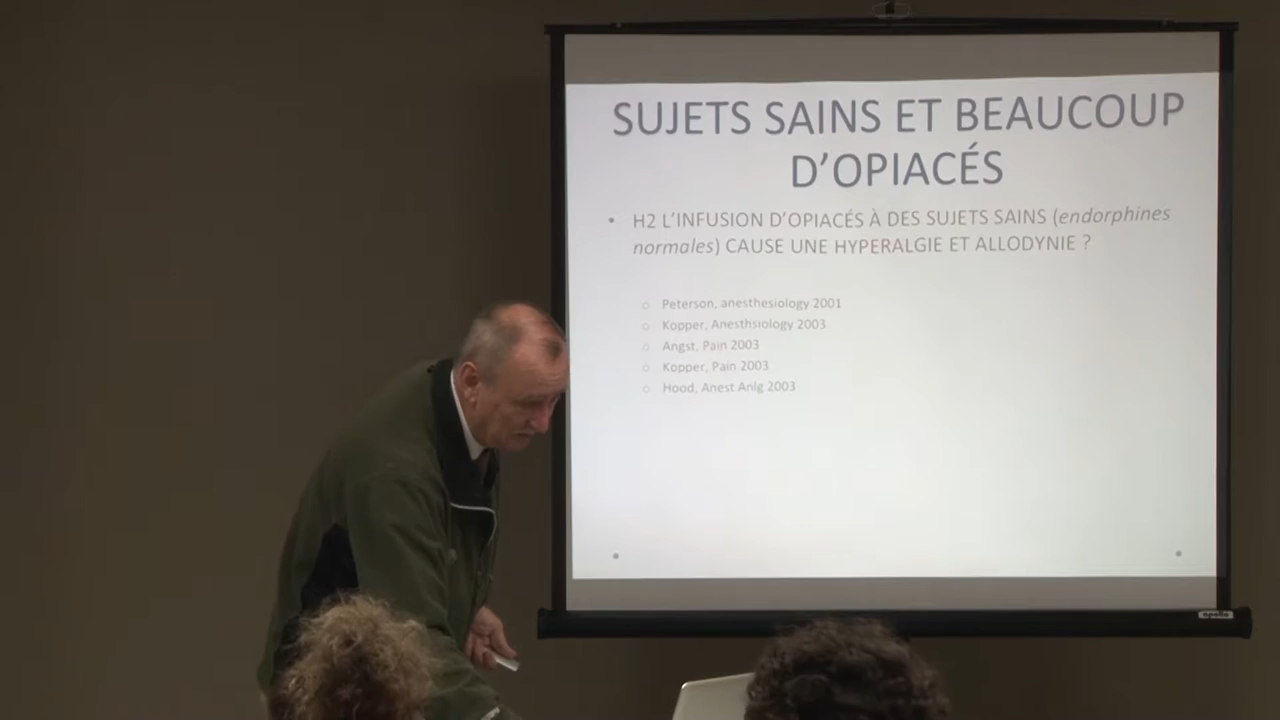 SUJETS SAINS ET BEAUCOUP
D'OPIACÉS
• H2 L'INFUSION D'OPIACÉS À DES SUJETS SAINS (endorphines
normales) CAUSE UNE HYPERALGIE ET ALLODYNIE ?
○ Peterson, anesthesiology 2001
○ Kopper, Anesthsiology 2003
○ Angst, Pain 2003
○ Kopper, Pain 2003
○ Hood, Anest Anlg 2003
apollo